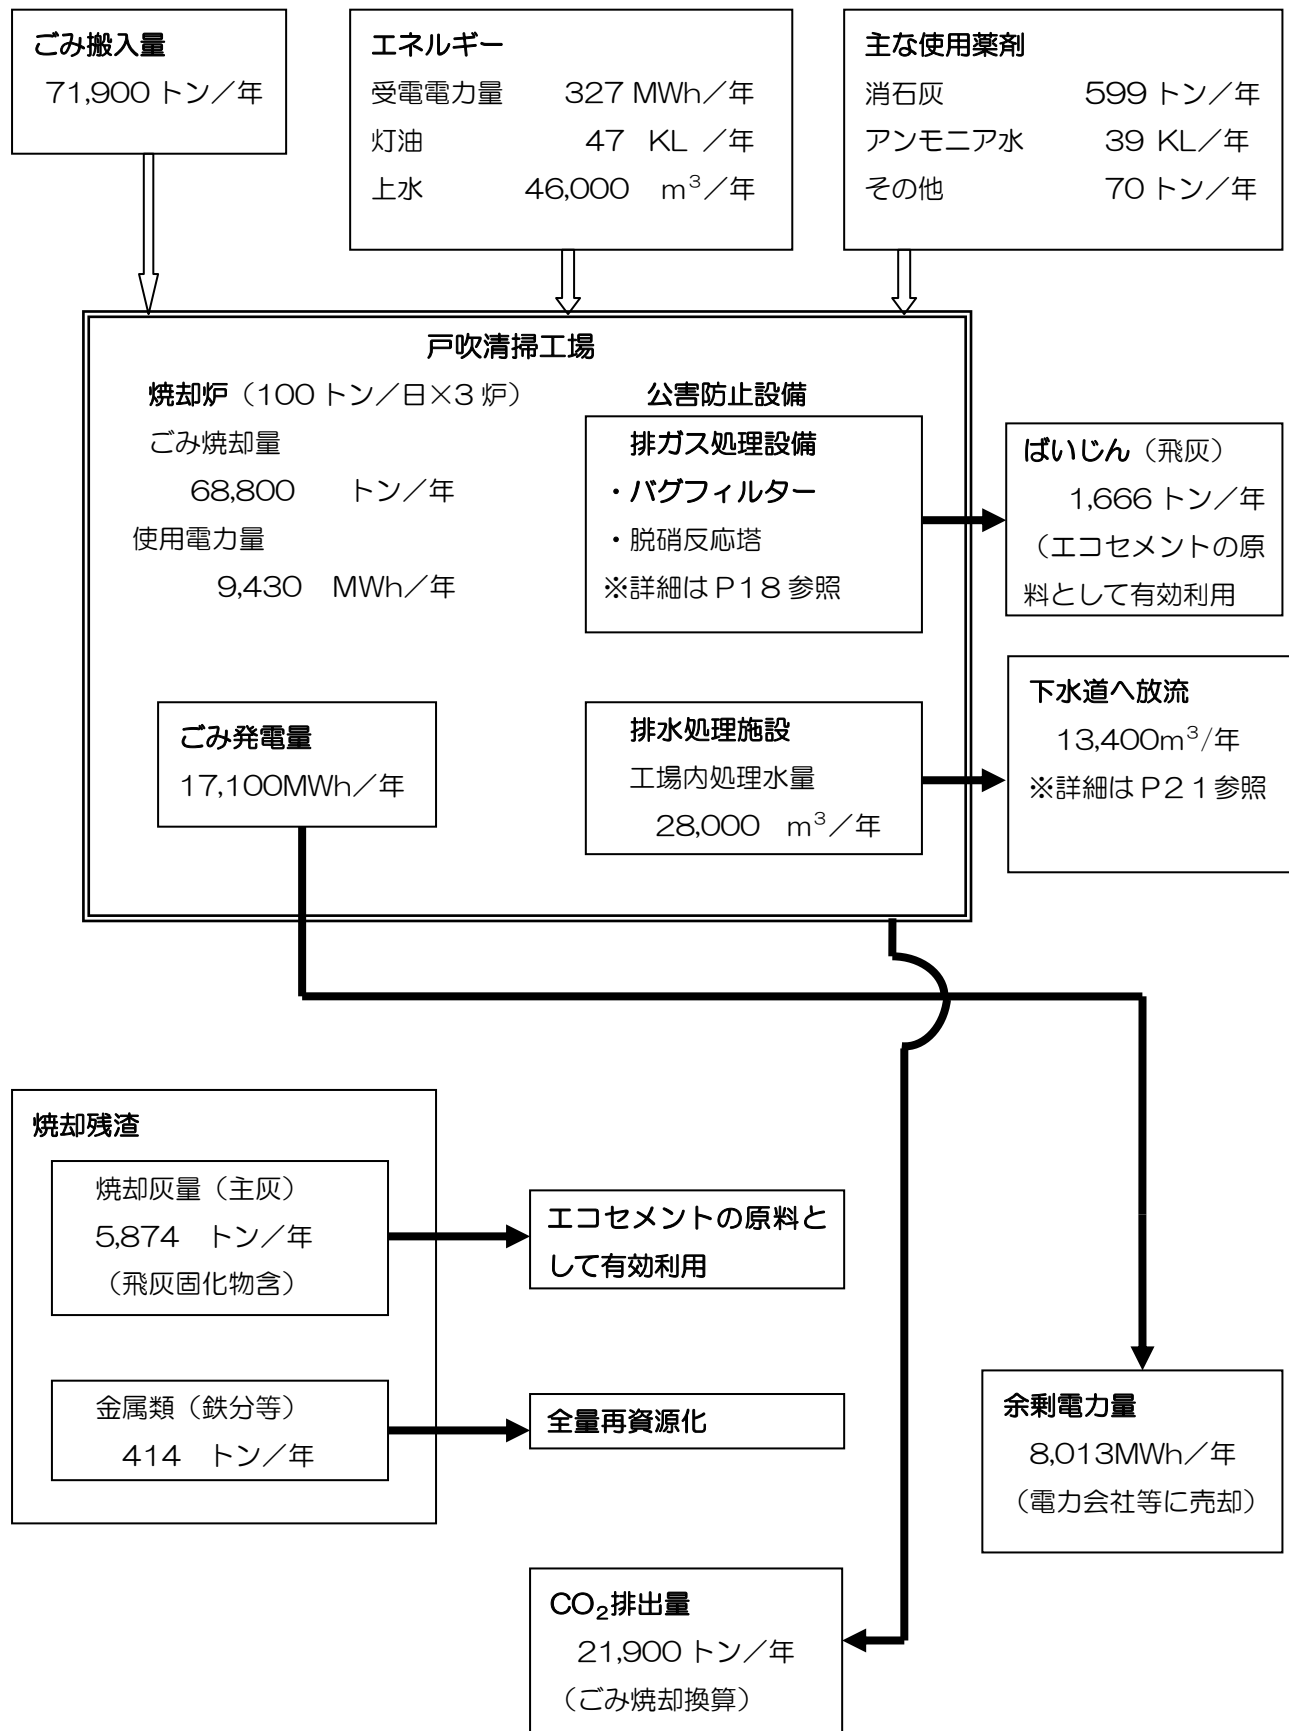 ごみ搬入量
71,900 トン／年
エネルギー
受電電力量 327 MWh／年
灯油 47 KL ／年
上水 46,000 m³／年
主な使用薬剤
消石灰 599 トン／年
アンモニア水 39 KL／年
その他 70 トン／年
戸吹清掃工場
焼却炉（100 トン／日×3 炉）
ごみ焼却量
68,800 トン／年
使用電力量
9,430 MWh／年
公害防止設備
排ガス処理設備
・バグフィルター
・脱硝反応塔
※詳細は P18 参照
ばいじん（飛灰）
1,666 トン／年
（エコセメントの原
料として有効利用
ごみ発電量
17,100MWh／年
排水処理施設
工場内処理水量
28,000 m³／年
下水道へ放流
13,400m³/年
※詳細は P21 参照
焼却残渣
焼却灰量（主灰）
5,874 トン／年
（飛灰固化物含）
エコセメントの原料と
して有効利用
金属類（鉄分等）
414 トン／年
全量再資源化
余剰電力量
8,013MWh／年
（電力会社等に売却）
CO₂排出量
21,900 トン／年
（ごみ焼却換算）